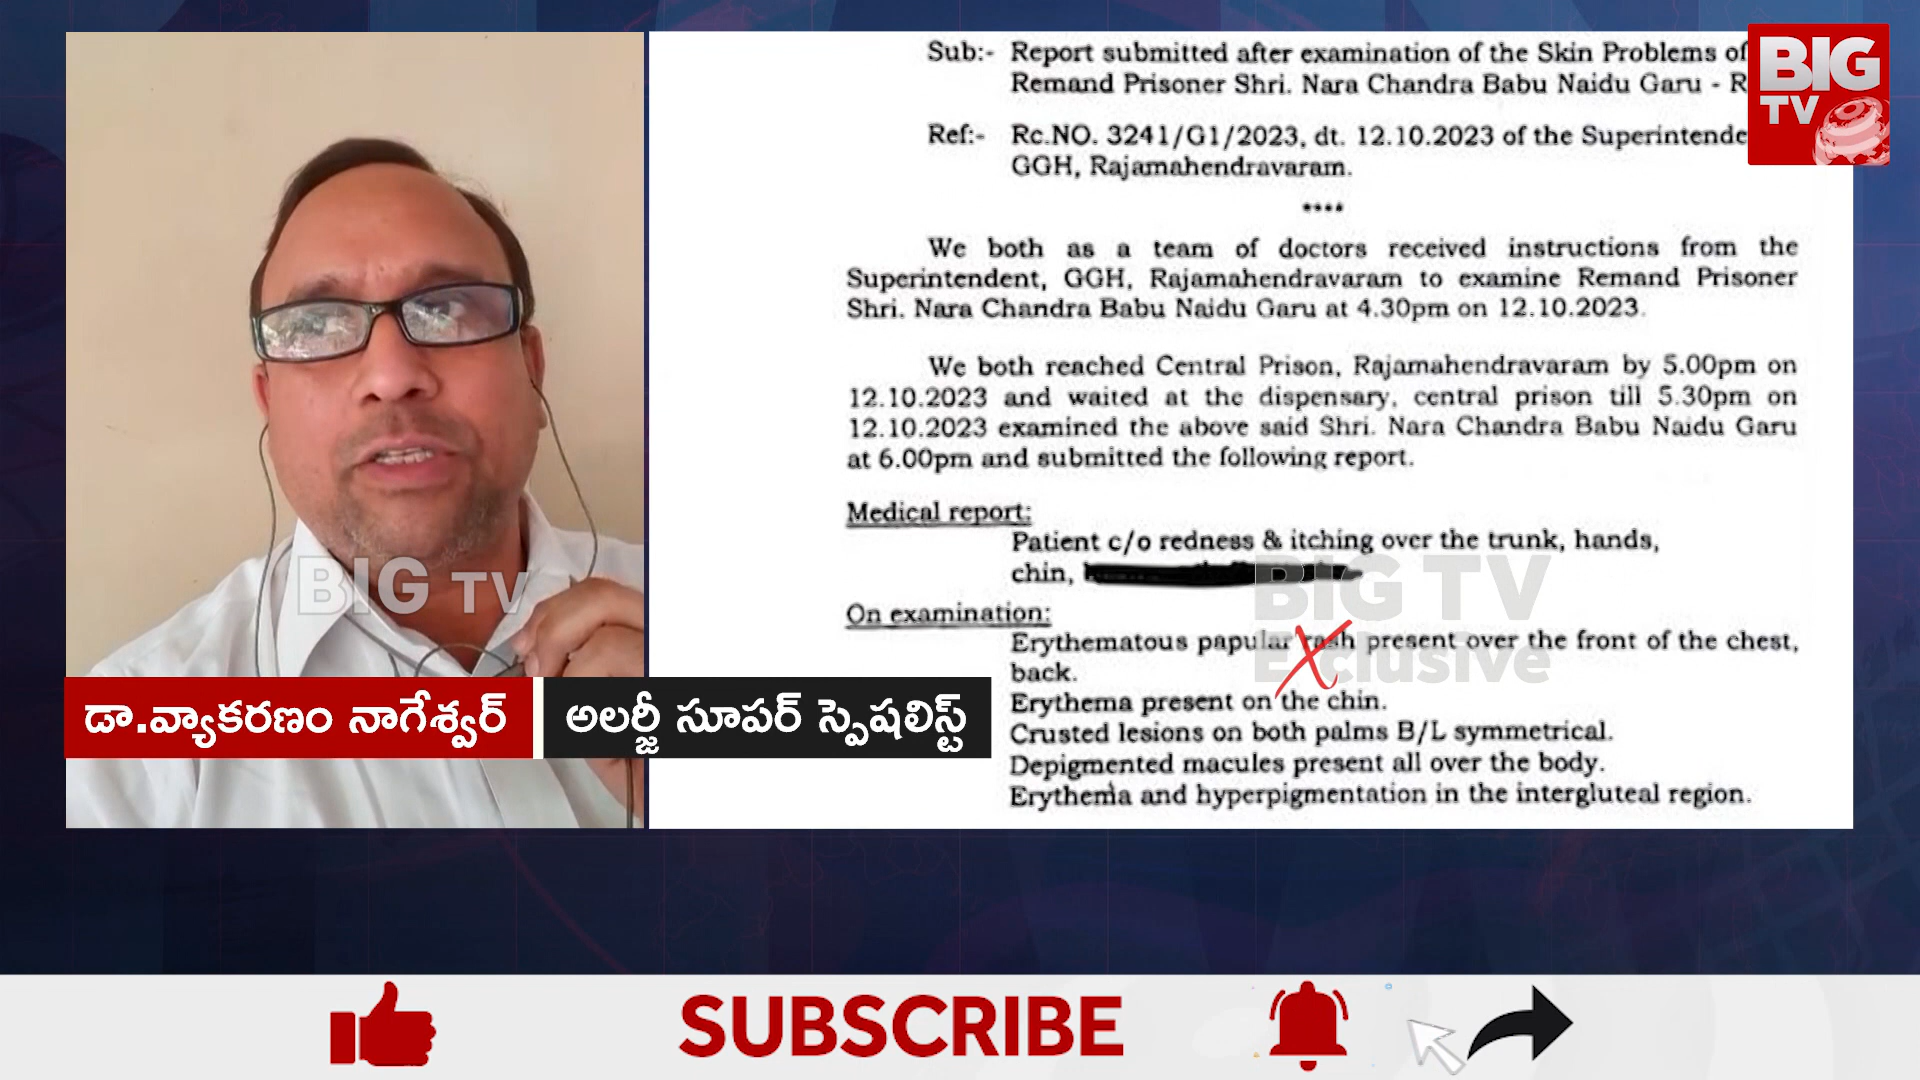 Sub:- Report submitted after examination of the Skin Problems of
Remand Prisoner Shri. Nara Chandra Babu Naidu Garu - R
BIG
TV
Ref:- Rc.NO. 3241/G1/2023, dt. 12.10.2023 of the Superintende
GGH, Rajamahendravaram.
****
We both as a team of doctors received instructions from the
Superintendent, GGH, Rajamahendravaram to examine Remand Prisoner
Shri. Nara Chandra Babu Naidu Garu at 4.30pm on 12.10.2023.
We both reached Central Prison, Rajamahendravaram by 5.00pm on
12.10.2023 and waited at the dispensary, central prison till 5.30pm on
12.10.2023 examined the above said Shri. Nara Chandra Babu Naidu Garu
at 6.00pm and submitted the following report.
Medical report:
Patient c/o redness & itching over the trunk, hands,
chin,
BIG TV
BIG TV
Exclusive
On examination:
Erythematous papular rash present over the front of the chest,
back.
Erythema present on the chin.
Crusted lesions on both palms B/L symmetrical.
Depigmented macules present all over the body.
Erythema and hyperpigmentation in the intergluteal region.
డా.వ్యాకరణం నాగేశ్వర్ అలర్జీ సూపర్ స్పెషలిస్ట్
SUBSCRIBE